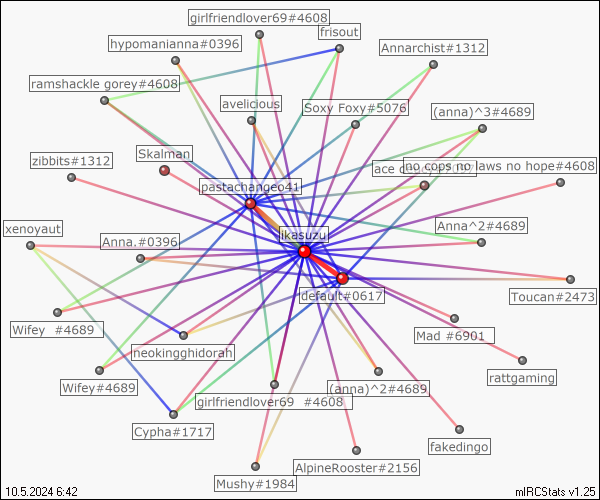 girlfriendlover69#4608
frisout
hypomanianna#0396
Annarchist#1312
ramshackle gorey#4608
avelicious
Soxy Foxy#5076
(anna)^3#4689
zibbits#1312
Skalman
ace
no cops no laws no hope#4608
pastachangeo41
xenoyaut
Anna.#0396
ikasuzu
Anna^2#4689
default#0617
Toucan#2473
Wifey #4689
Mad #6901
neokingghidorah
rattgaming
Wifey#4689
(anna)^2#4689
girlfriendlover69 #4608
Cypha#1717
fakedingo
Mushy#1984
AlpineRooster#2156
10.5.2024 6:42
mIRCStats v1.25